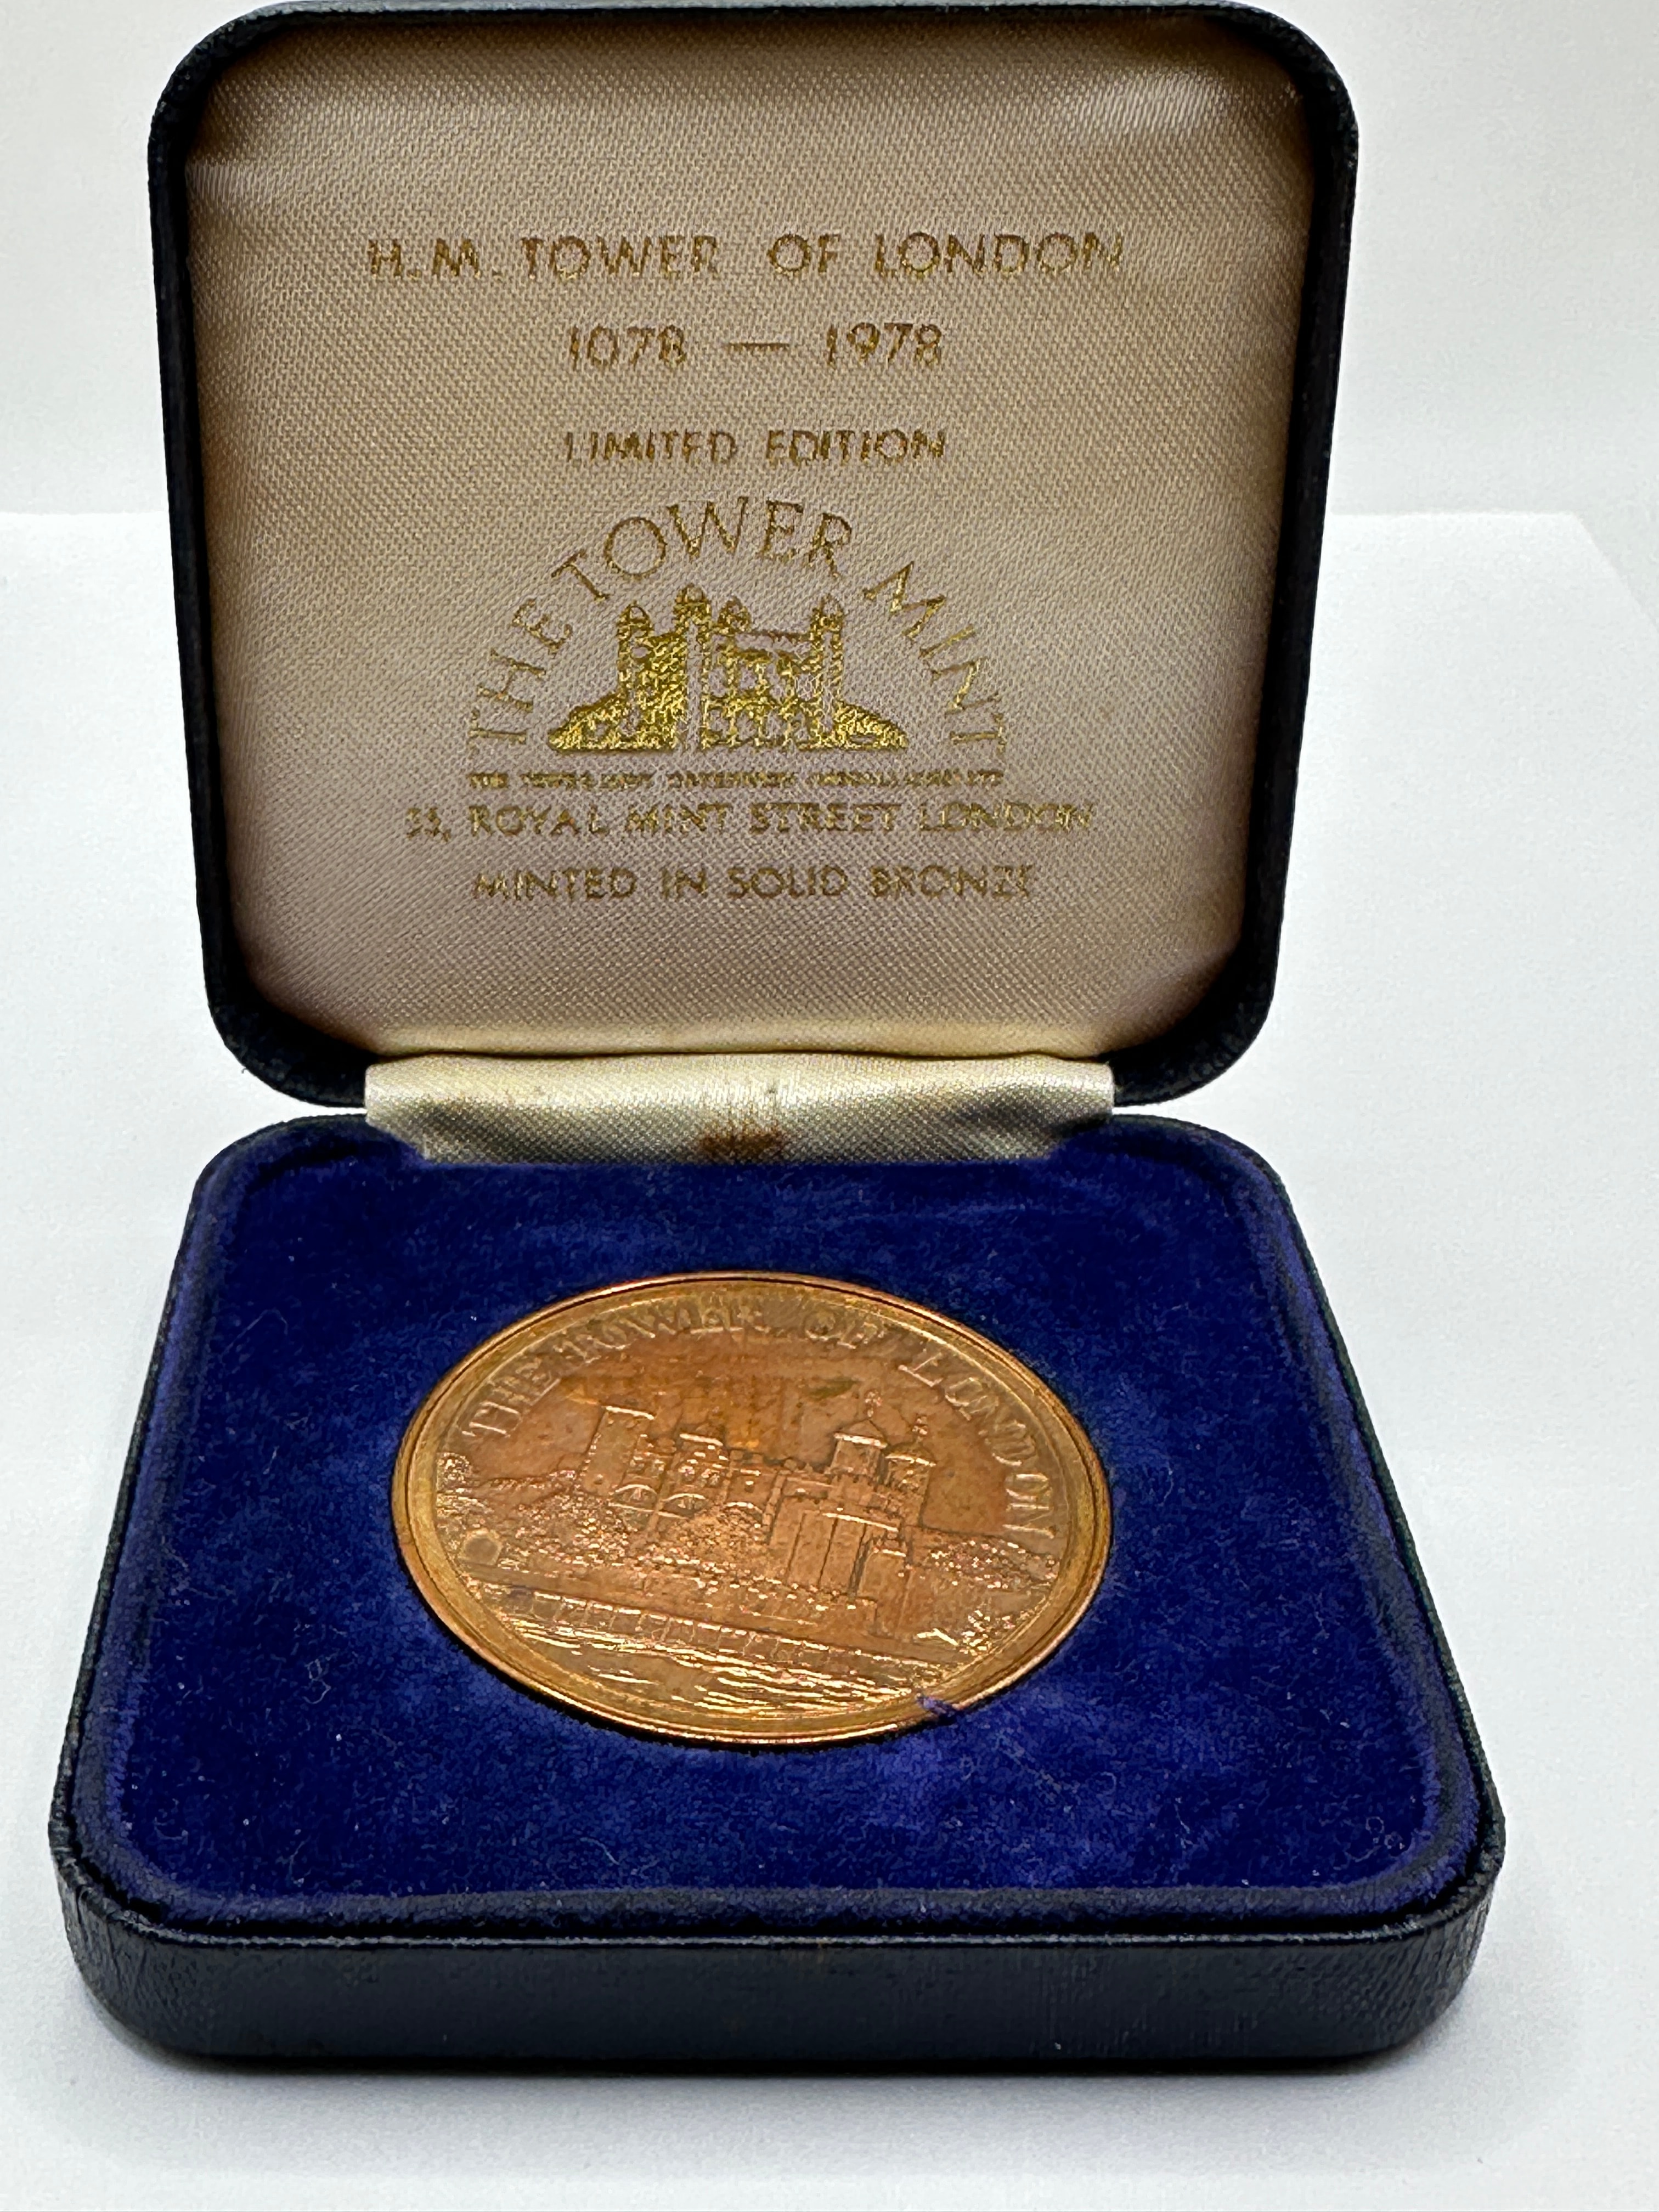 H.M. TOWER OF LONDON
1078 — 1978
LIMITED EDITION
THE TOWER MINT
ROYAL MINT STREET LONDON
MINTED IN SOLID BRONZE
THE TOWER OF LONDON